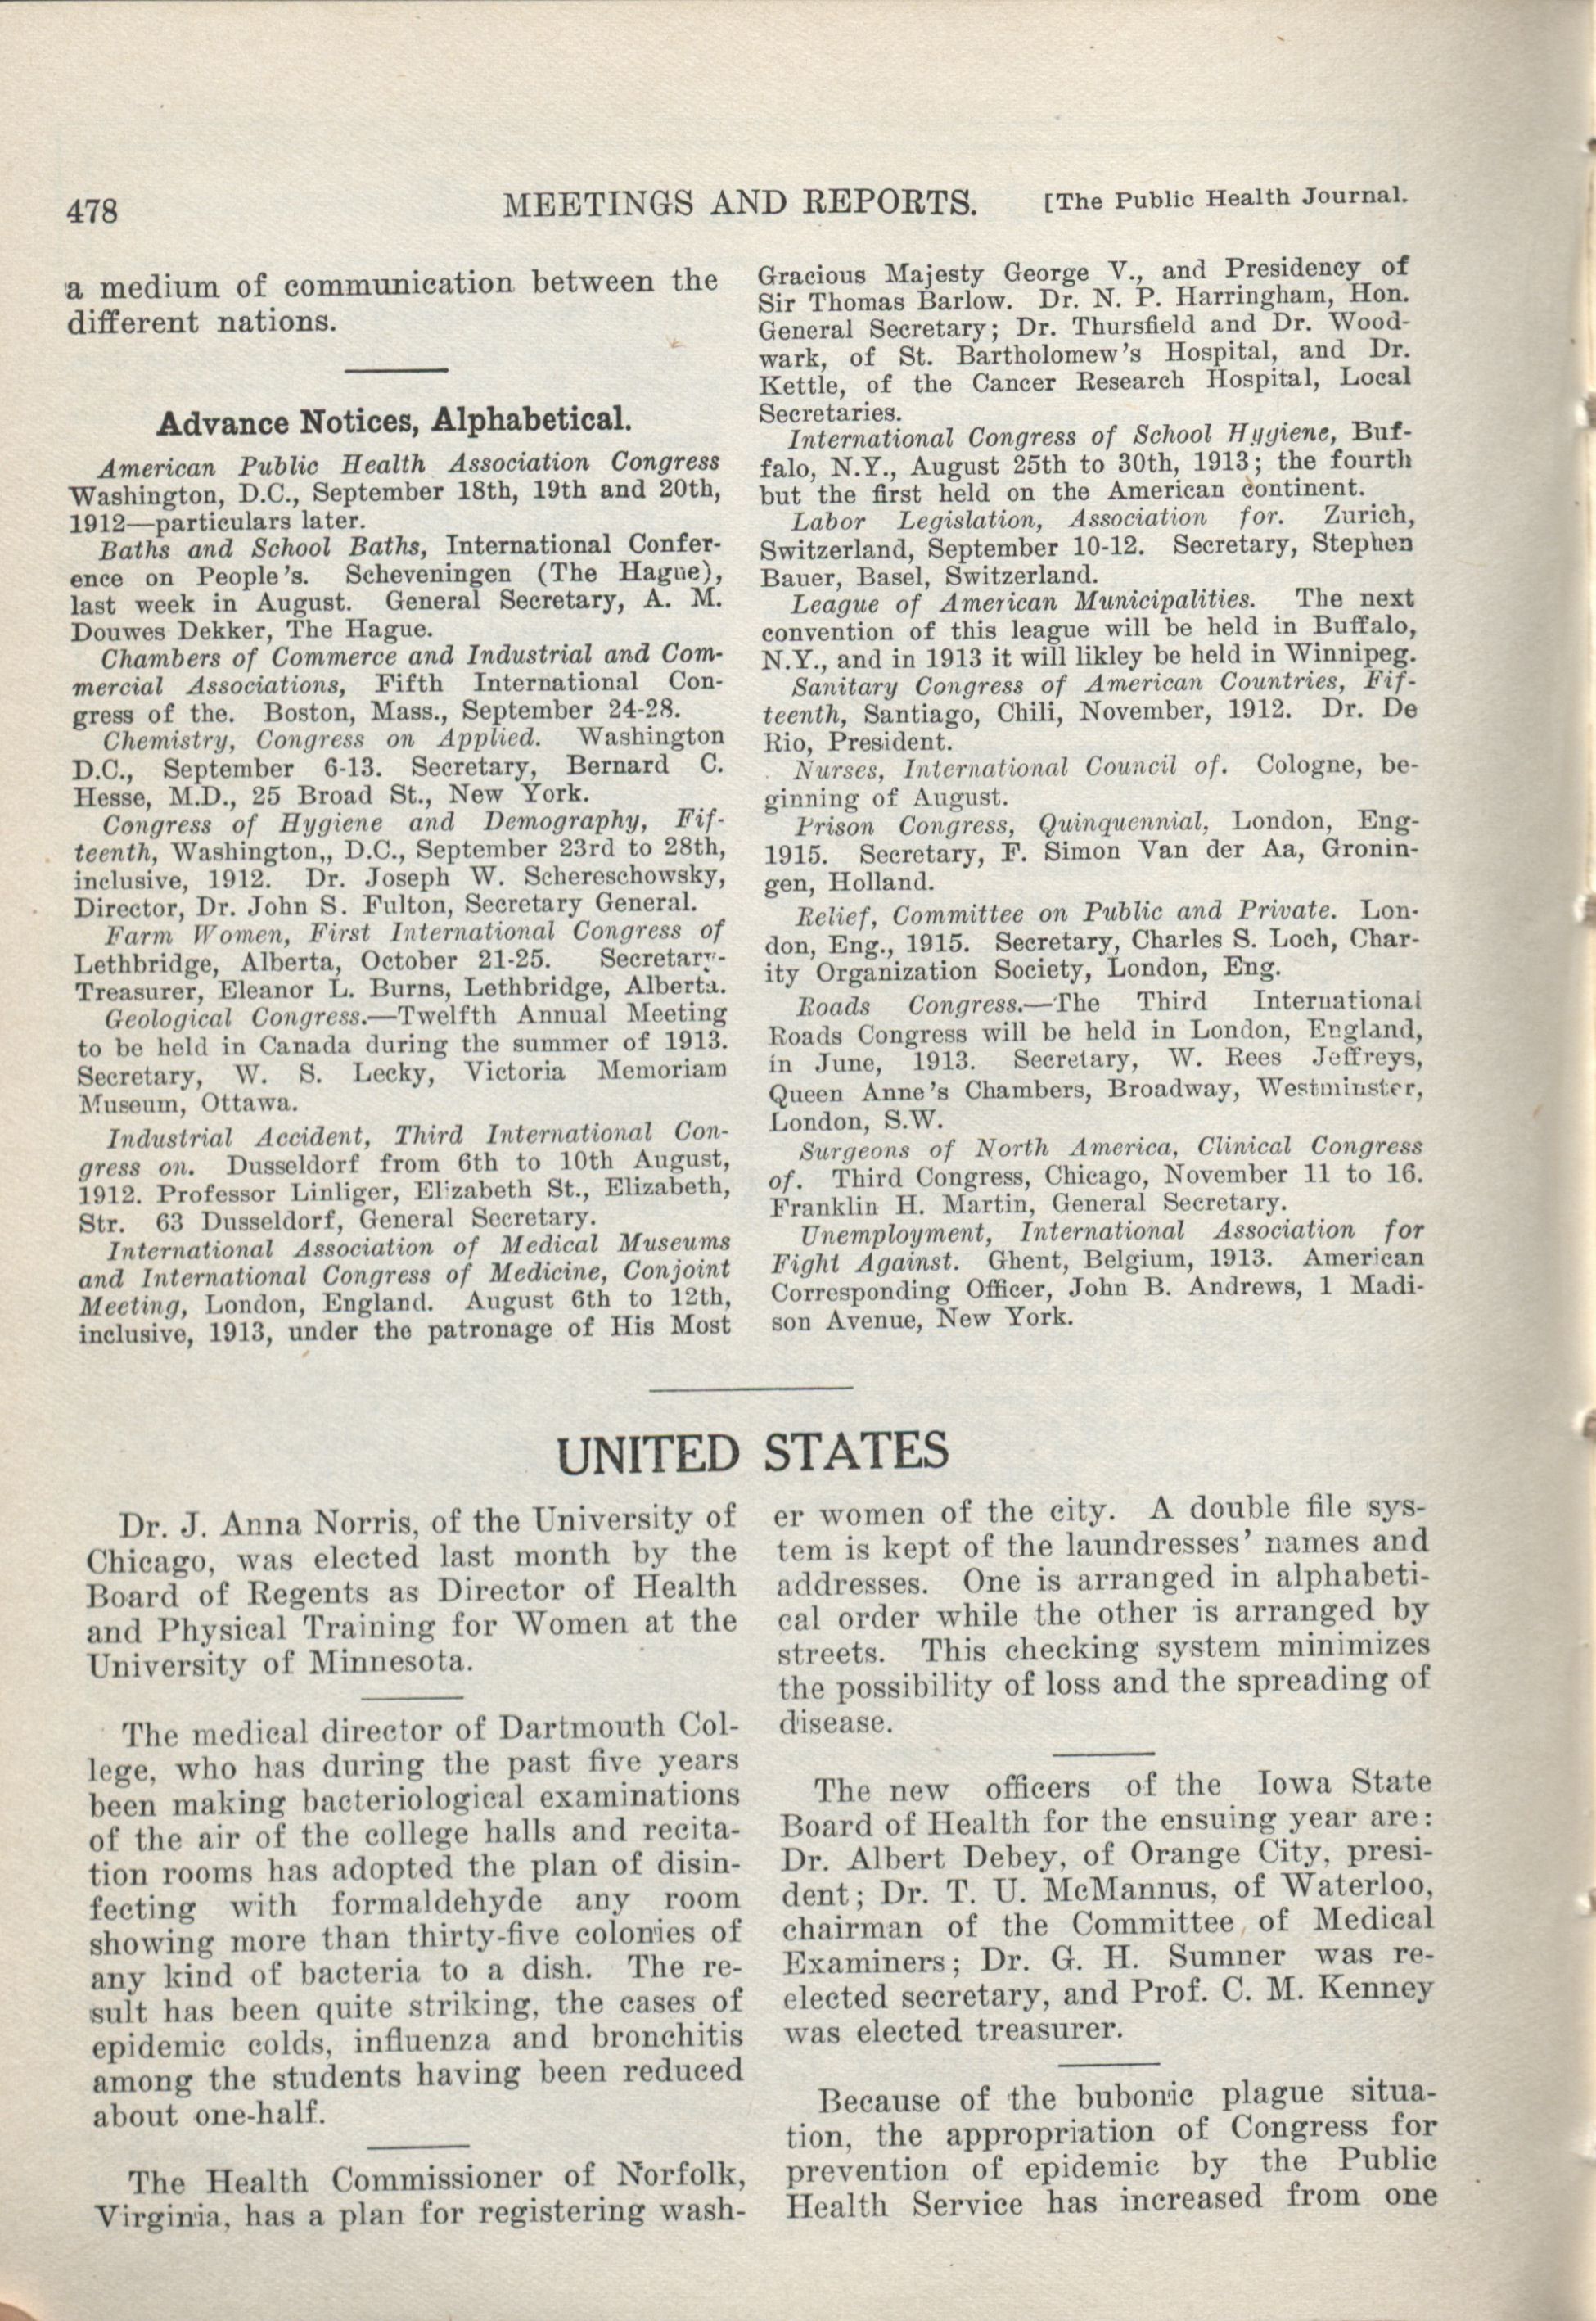 478
MEETINGS AND REPORTS.
[The Public Health Journal.
a medium of communication between the
different nations.
Advance Notices, Alphabetical.
American Public Health Association Congress
Washington, D.C., September 18th, 19th and 20th,
1912—particulars later.
Baths and School Baths, International Confer-
ence on People's. Scheveningen (The Hague),
last week in August. General Secretary, A. M.
Douwes Dekker, The Hague.
Chambers of Commerce and Industrial and Com-
mercial Associations, Fifth International Con-
gress of the. Boston, Mass., September 24-28.
Chemistry, Congress on Applied. Washington
D.C., September 6-13. Secretary, Bernard C.
Hesse, M.D., 25 Broad St., New York.
Congress of Hygiene and Demography, Fif-
teenth, Washington,, D.C., September 23rd to 28th,
inclusive, 1912. Dr. Joseph W. Schereschowsky,
Director, Dr. John S. Fulton, Secretary General.
Farm Women, First International Congress of
Lethbridge, Alberta, October 21-25. Secretary-
Treasurer, Eleanor L. Burns, Lethbridge, Alberta.
Geological Congress.—Twelfth Annual Meeting
to be held in Canada during the summer of 1913.
Secretary, W. S. Lecky, Victoria Memoriam
Museum, Ottawa.
Industrial Accident, Third International Con-
gress on. Dusseldorf from 6th to 10th August,
1912. Professor Linliger, Elizabeth St., Elizabeth,
Str. 63 Dusseldorf, General Secretary.
International Association of Medical Museums
and International Congress of Medicine, Conjoint
Meeting, London, England. August 6th to 12th,
inclusive, 1913, under the patronage of His Most
Gracious Majesty George V., and Presidency of
Sir Thomas Barlow. Dr. N. P. Harringham, Hon.
General Secretary; Dr. Thursfield and Dr. Wood-
wark, of St. Bartholomew's Hospital, and Dr.
Kettle, of the Cancer Research Hospital, Local
Secretaries.
International Congress of School Hygiene, Buf-
falo, N.Y., August 25th to 30th, 1913; the fourth
but the first held on the American continent.
Labor Legislation, Association for. Zurich,
Switzerland, September 10-12. Secretary, Stephen
Bauer, Basel, Switzerland.
League of American Municipalities. The next
convention of this league will be held in Buffalo,
N.Y., and in 1913 it will likley be held in Winnipeg.
Sanitary Congress of American Countries, Fif-
teenth, Santiago, Chili, November, 1912. Dr. De
Rio, President.
Nurses, International Council of. Cologne, be-
ginning of August.
Prison Congress, Quinquennial, London, Eng-
1915. Secretary, F. Simon Van der Aa, Gronin-
gen, Holland.
Relief, Committee on Public and Private. Lon-
don, Eng., 1915. Secretary, Charles S. Loch, Char-
ity Organization Society, London, Eng.
Roads Congress.—The Third International
Roads Congress will be held in London, England,
in June, 1913. Secretary, W. Rees Jeffreys,
Queen Anne's Chambers, Broadway, Westminster,
London, S.W.
Surgeons of North America, Clinical Congress
of. Third Congress, Chicago, November 11 to 16.
Franklin H. Martin, General Secretary.
Unemployment, International Association for
Fight Against. Ghent, Belgium, 1913. American
Corresponding Officer, John B. Andrews, 1 Madi-
son Avenue, New York.
UNITED STATES
Dr. J. Anna Norris, of the University of
Chicago, was elected last month by the
Board of Regents as Director of Health
and Physical Training for Women at the
University of Minnesota.
The medical director of Dartmouth Col-
lege, who has during the past five years
been making bacteriological examinations
of the air of the college halls and recita-
tion rooms has adopted the plan of disin-
fecting with formaldehyde any room
showing more than thirty-five colonies of
any kind of bacteria to a dish. The re-
sult has been quite striking, the cases of
epidemic colds, influenza and bronchitis
among the students having been reduced
about one-half.
The Health Commissioner of Norfolk,
Virginia, has a plan for registering wash-
er women of the city. A double file sys-
tem is kept of the laundresses' names and
addresses. One is arranged in alphabeti-
cal order while the other is arranged by
streets. This checking system minimizes
the possibility of loss and the spreading of
disease.
The new officers of the Iowa State
Board of Health for the ensuing year are:
Dr. Albert Debey, of Orange City, presi-
dent; Dr. T. U. McMannus, of Waterloo,
chairman of the Committee of Medical
Examiners; Dr. G. H. Sumner was re-
elected secretary, and Prof. C. M. Kenney
was elected treasurer.
Because of the bubonic plague situa-
tion, the appropriation of Congress for
prevention of epidemic by the Public
Health Service has increased from one